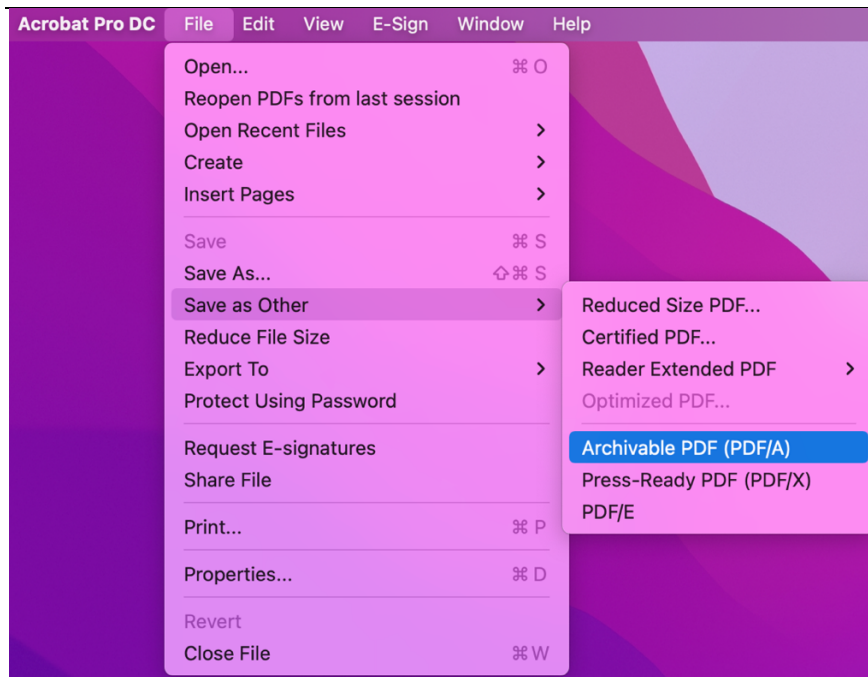 Acrobat Pro DC File Edit View E-Sign Window Help
Open... ⌘ O
Reopen PDFs from last session
Open Recent Files
Create
Insert Pages
Save ⌘ S
Save As... ⇧⌘ S
Save as Other
Reduce File Size
Export To
Protect Using Password
Request E-signatures
Share File
Print... ⌘ P
Properties... ⌘ D
Revert
Close File ⌘ W
Reduced Size PDF...
Certified PDF...
Reader Extended PDF
Optimized PDF...
Archivable PDF (PDF/A)
Press-Ready PDF (PDF/X)
PDF/E